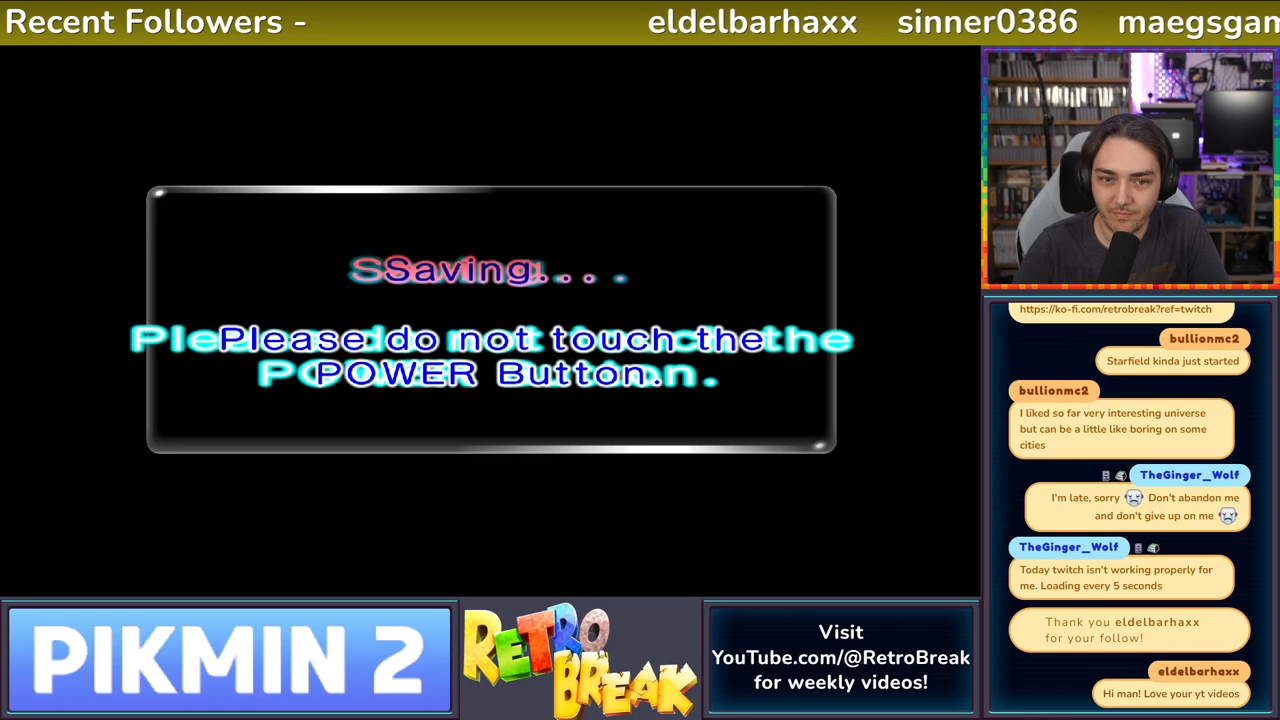 Recent Followers -
eldelbarhaxx sinner0386 maegsgam
Saving...
Please do not touch the
POWER Button.
https://ko-fi.com/retrobreak?ref=twitch
bullionmc2
Starfield kinda just started
bullionmc2
I liked so far very interesting universe
but can be a little like boring on some
cities
TheGinger_Wolf
I'm late, sorry Don't abandon me
and don't give up on me
TheGinger_Wolf
Today twitch isn't working properly for
me. Loading every 5 seconds
Thank you eldelbarhaxx
for your follow!
eldelbarhaxx
Hi man! Love your yt videos
PIKMIN 2
RETRO
BREAK
Visit
YouTube.com/@RetroBreak
for weekly videos!